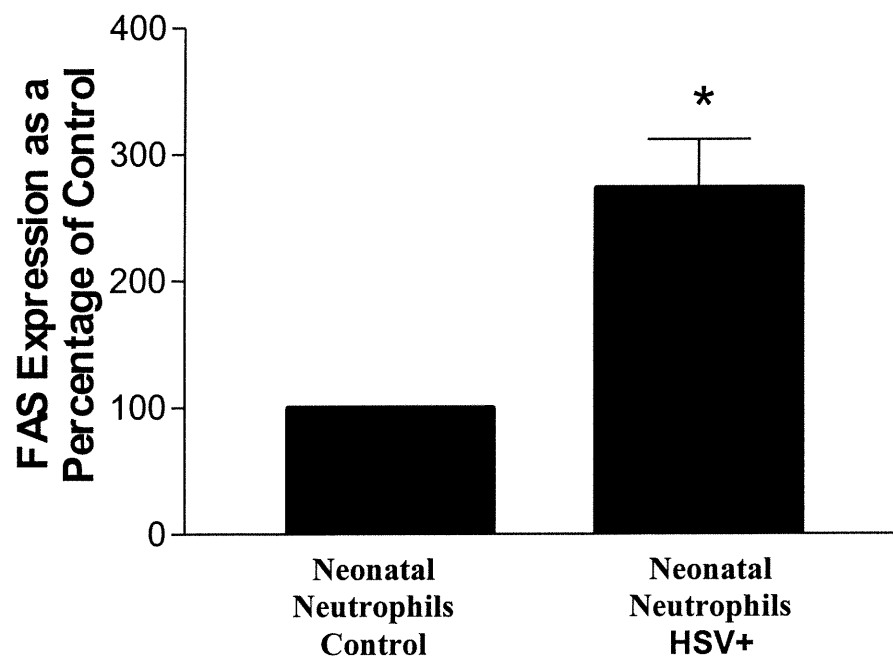 FAS Expression as a
Percentage of Control
400
300
200
100
0
*
Neonatal
Neutrophils
Control
Neonatal
Neutrophils
HSV+